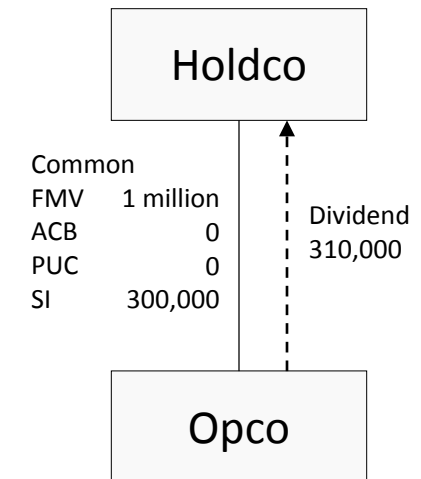 Holdco
Common
FMV 1 million
ACB 0
PUC 0
SI 300,000
Dividend
310,000
Opco